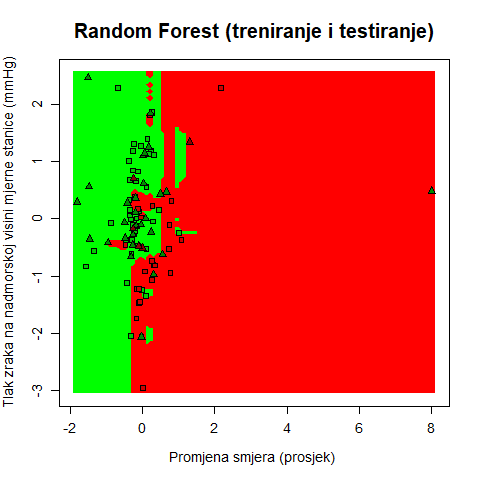 Random Forest (treniranje i testiranje)
Tlak zraka na nadmorskoj visini mjerne stanice (mmHg)
2
1
0
-1
-2
-3
-2 0 2 4 6 8
Promjena smjera (prosjek)